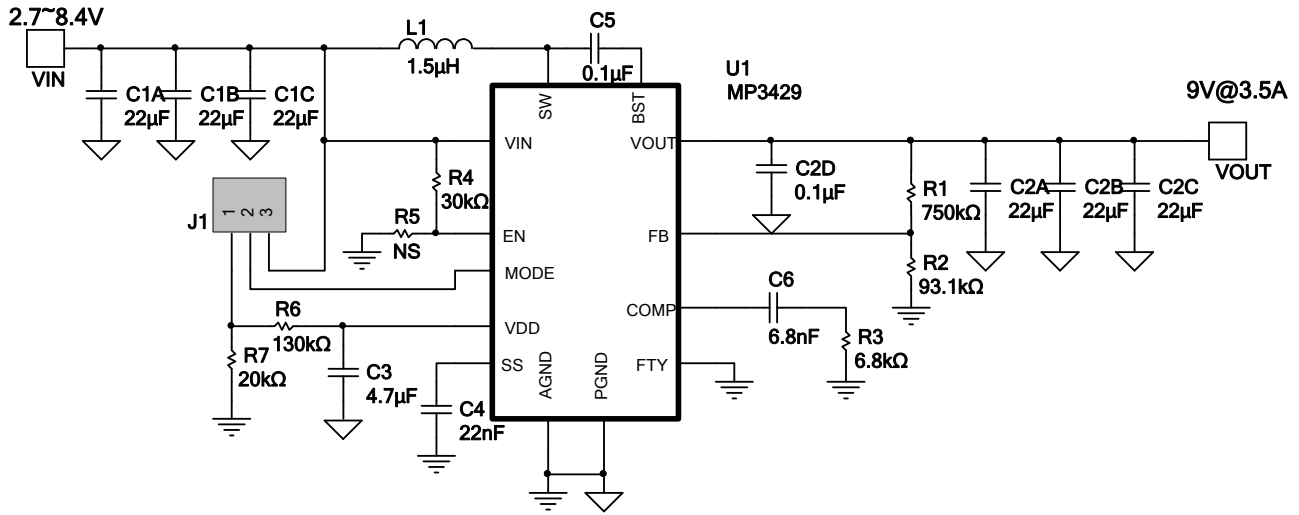 2.7~8.4V
VIN
C1A
22μF
C1B
22μF
C1C
22μF
L1
1.5μH
C5
0.1μF
U1
MP3429
SW
BST
VIN
VOUT
EN
FB
MODE
COMP
VDD
SS
FTY
AGND
PGND
R4
30kΩ
R5
NS
J1
1
2
3
R6
130kΩ
R7
20kΩ
C3
4.7μF
C4
22nF
C2D
0.1μF
R1
750kΩ
R2
93.1kΩ
C2A
22μF
C2B
22μF
C2C
22μF
C6
6.8nF
R3
6.8kΩ
9V@3.5A
VOUT